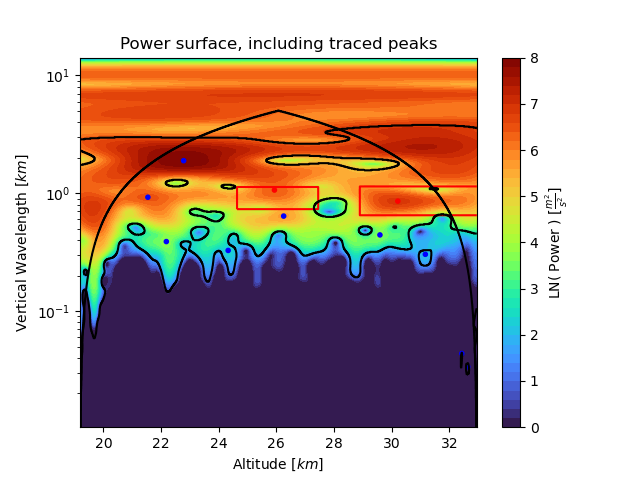 Power surface, including traced peaks
Vertical Wavelength [km]
10¹
10⁰
10⁻¹
20 22 24 26 28 30 32
Altitude [km]
8
7
6
5
4
3
2
1
0
LN( Power ) [m²/s²]